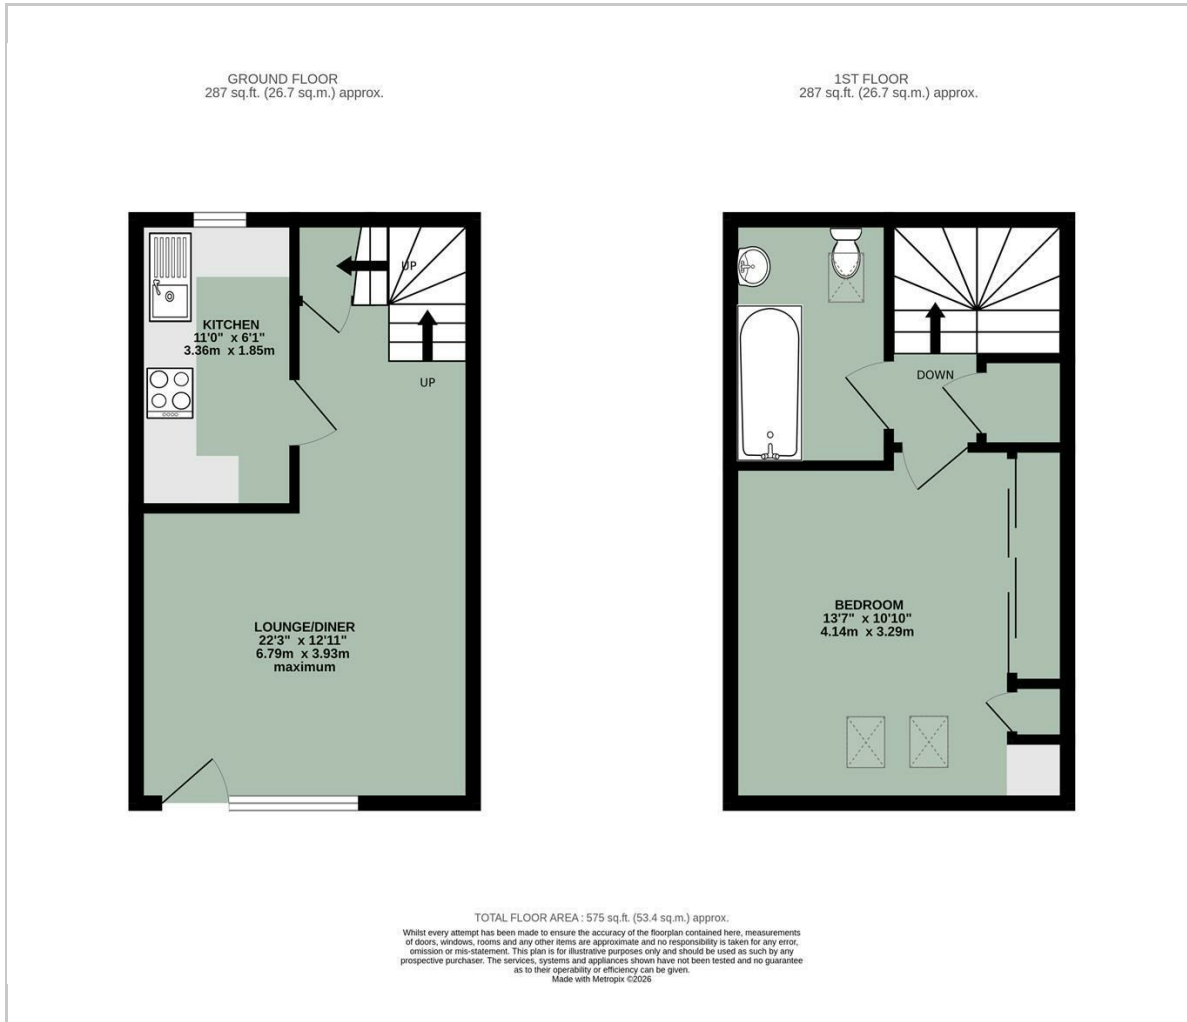 GROUND FLOOR
287 sq.ft. (26.7 sq.m.) approx.
1ST FLOOR
287 sq.ft. (26.7 sq.m.) approx.
UP
KITCHEN
11'0" x 6'1"
3.36m x 1.85m
UP
DOWN
LOUNGE/DINER
22'3" x 12'11"
6.79m x 3.93m
maximum
BEDROOM
13'7" x 10'10"
4.14m x 3.29m
TOTAL FLOOR AREA : 575 sq.ft. (53.4 sq.m.) approx.
Whilst every attempt has been made to ensure the accuracy of the floorplan contained here, measurements
of doors, windows, rooms and any other items are approximate and no responsibility is taken for any error,
omission or mis-statement. This plan is for illustrative purposes only and should be used as such by any
prospective purchaser. The services, systems and appliances shown have not been tested and no guarantee
as to their operability or efficiency can be given.
Made with Metropix ©2026